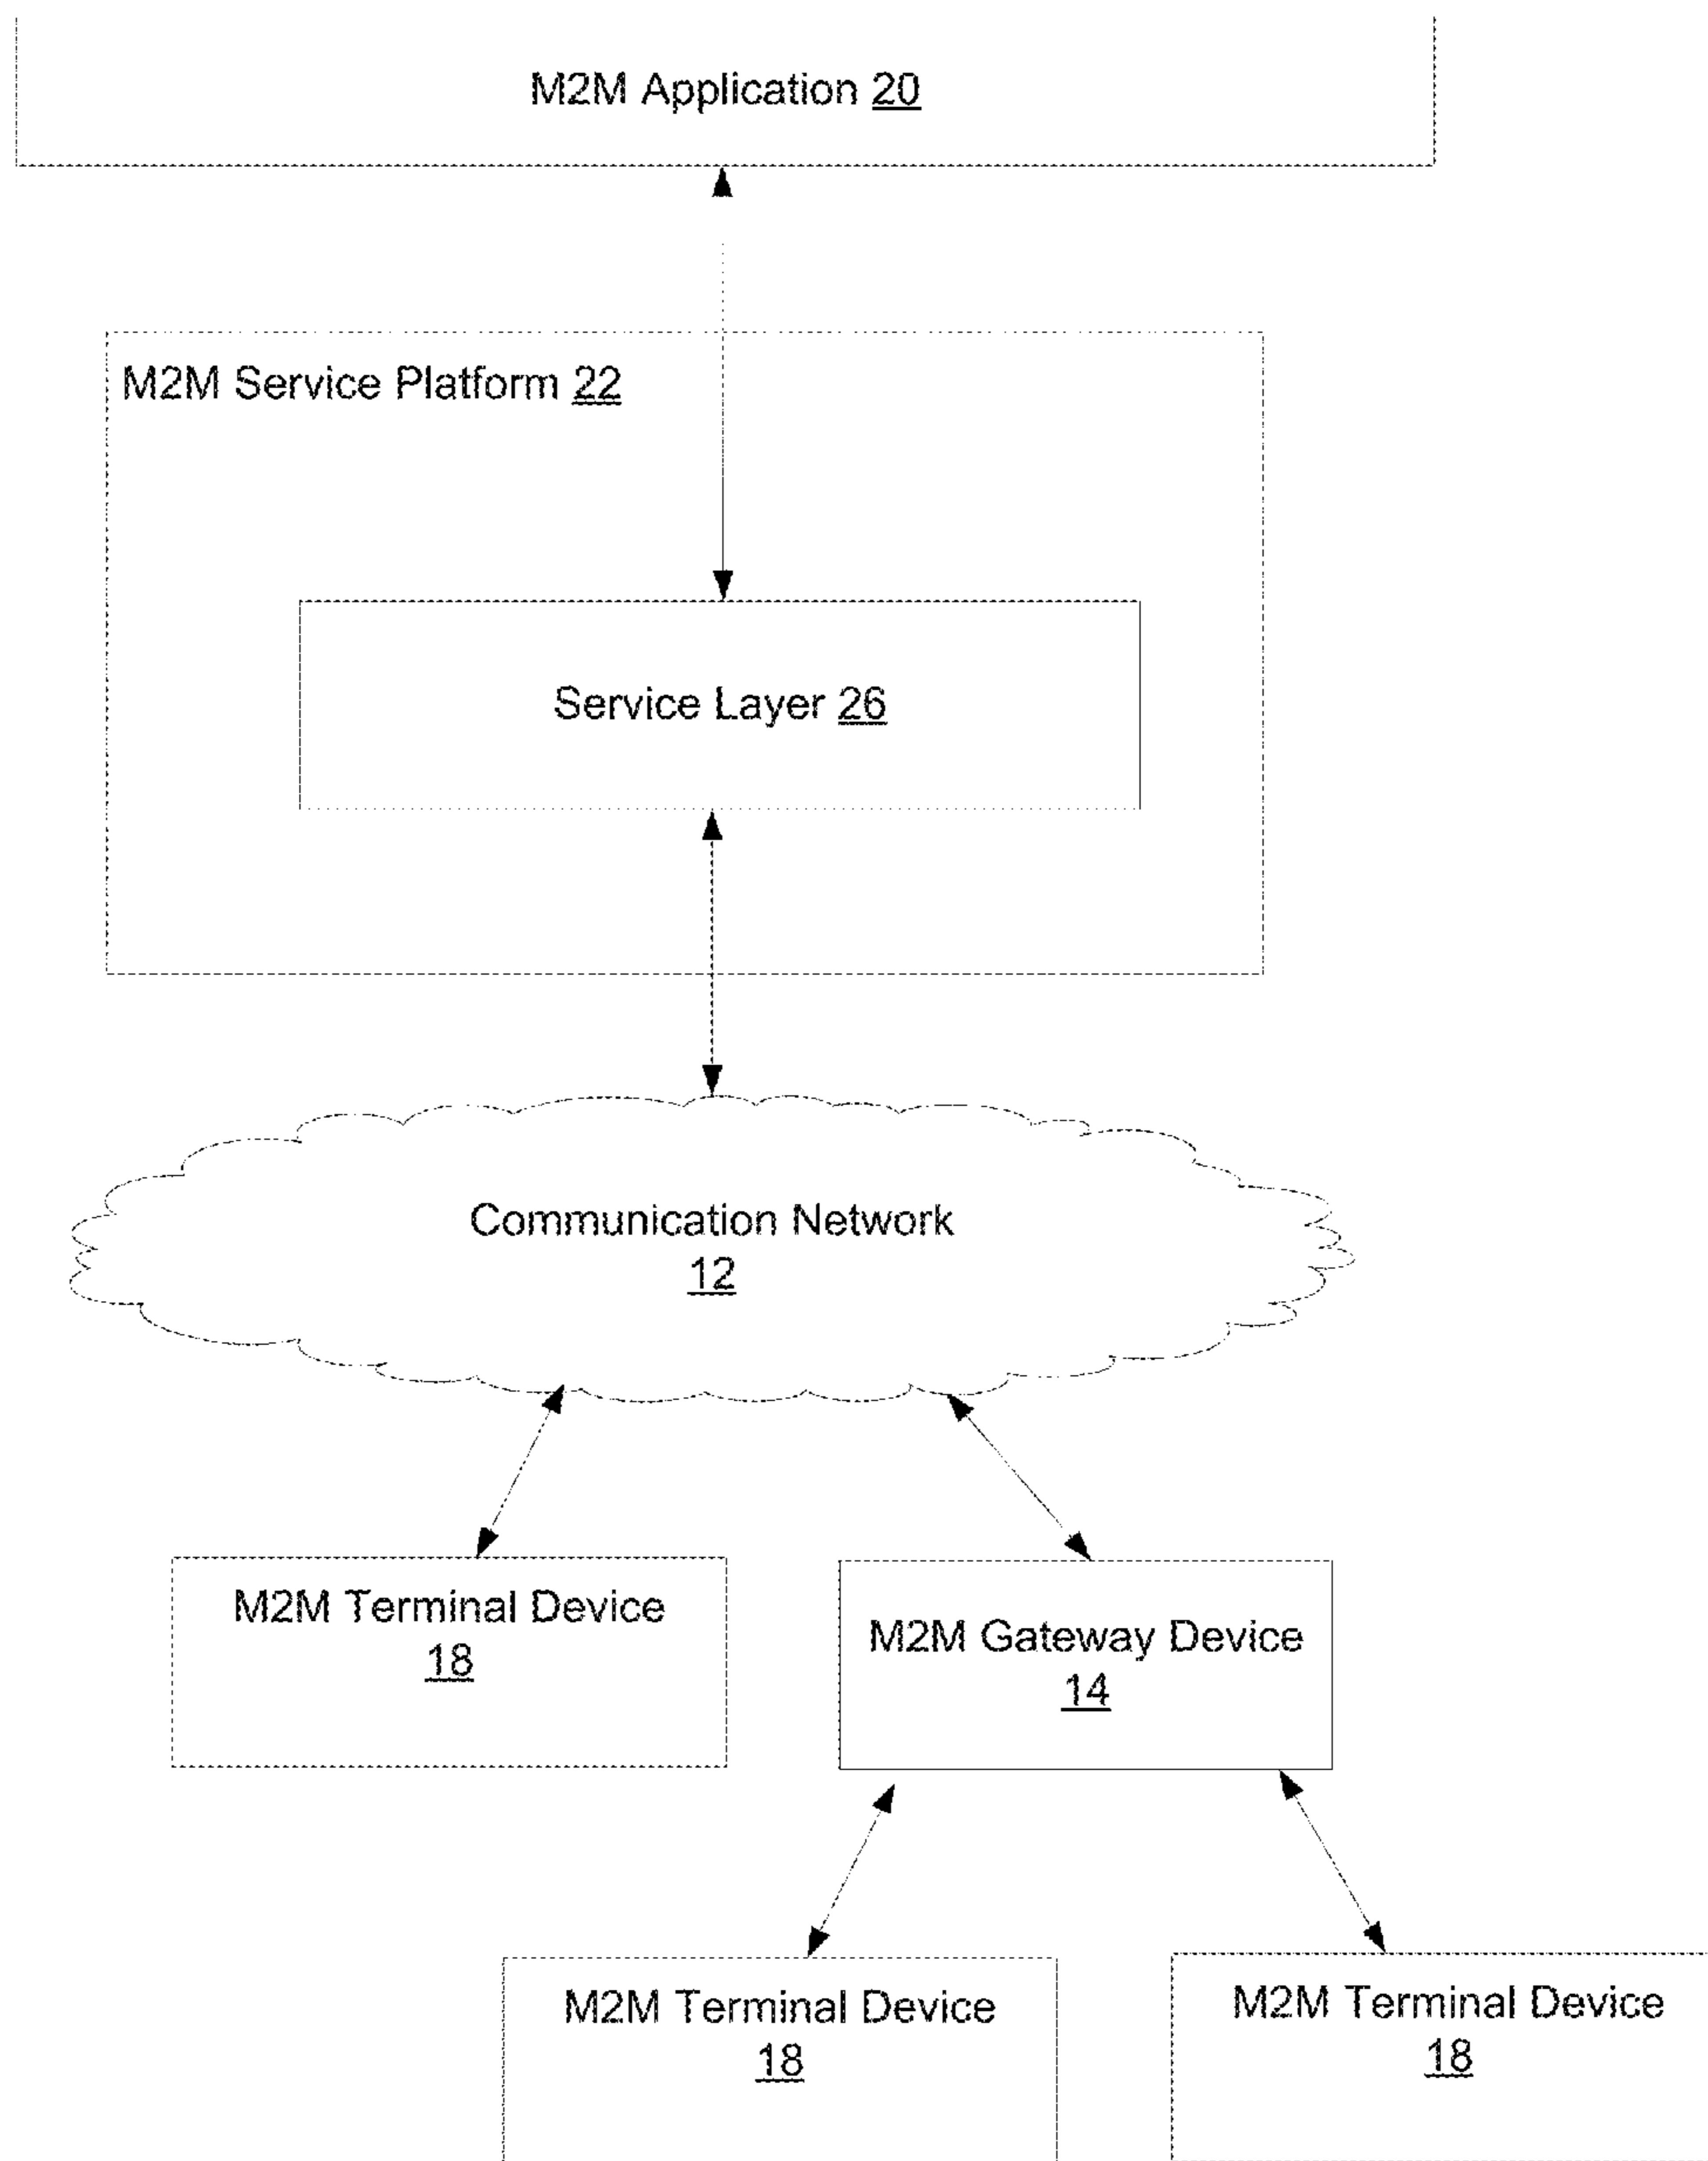 M2M Application 20
M2M Service Platform 22
Service Layer 26
Communication Network
12
M2M Terminal Device
18
M2M Gateway Device
14
M2M Terminal Device
18
M2M Terminal Device
18